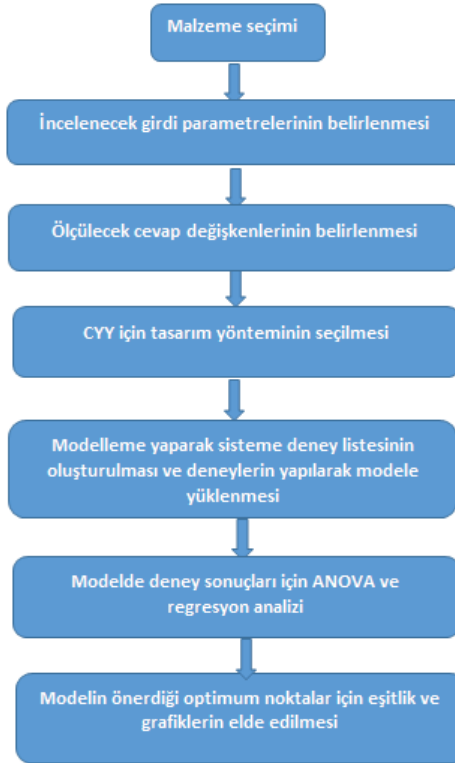 Malzeme seçimi
İncelenecek girdi parametrelerinin belirlenmesi
Ölçülecek cevap değişkenlerinin belirlenmesi
CYY için tasarım yönteminin seçilmesi
Modelleme yaparak sisteme deney listesinin
oluşturulması ve deneylerin yapılarak modele
yüklenmesi
Modelde deney sonuçları için ANOVA ve
regresyon analizi
Modelin önerdiği optimum noktalar için eşitlik ve
grafiklerin elde edilmesi